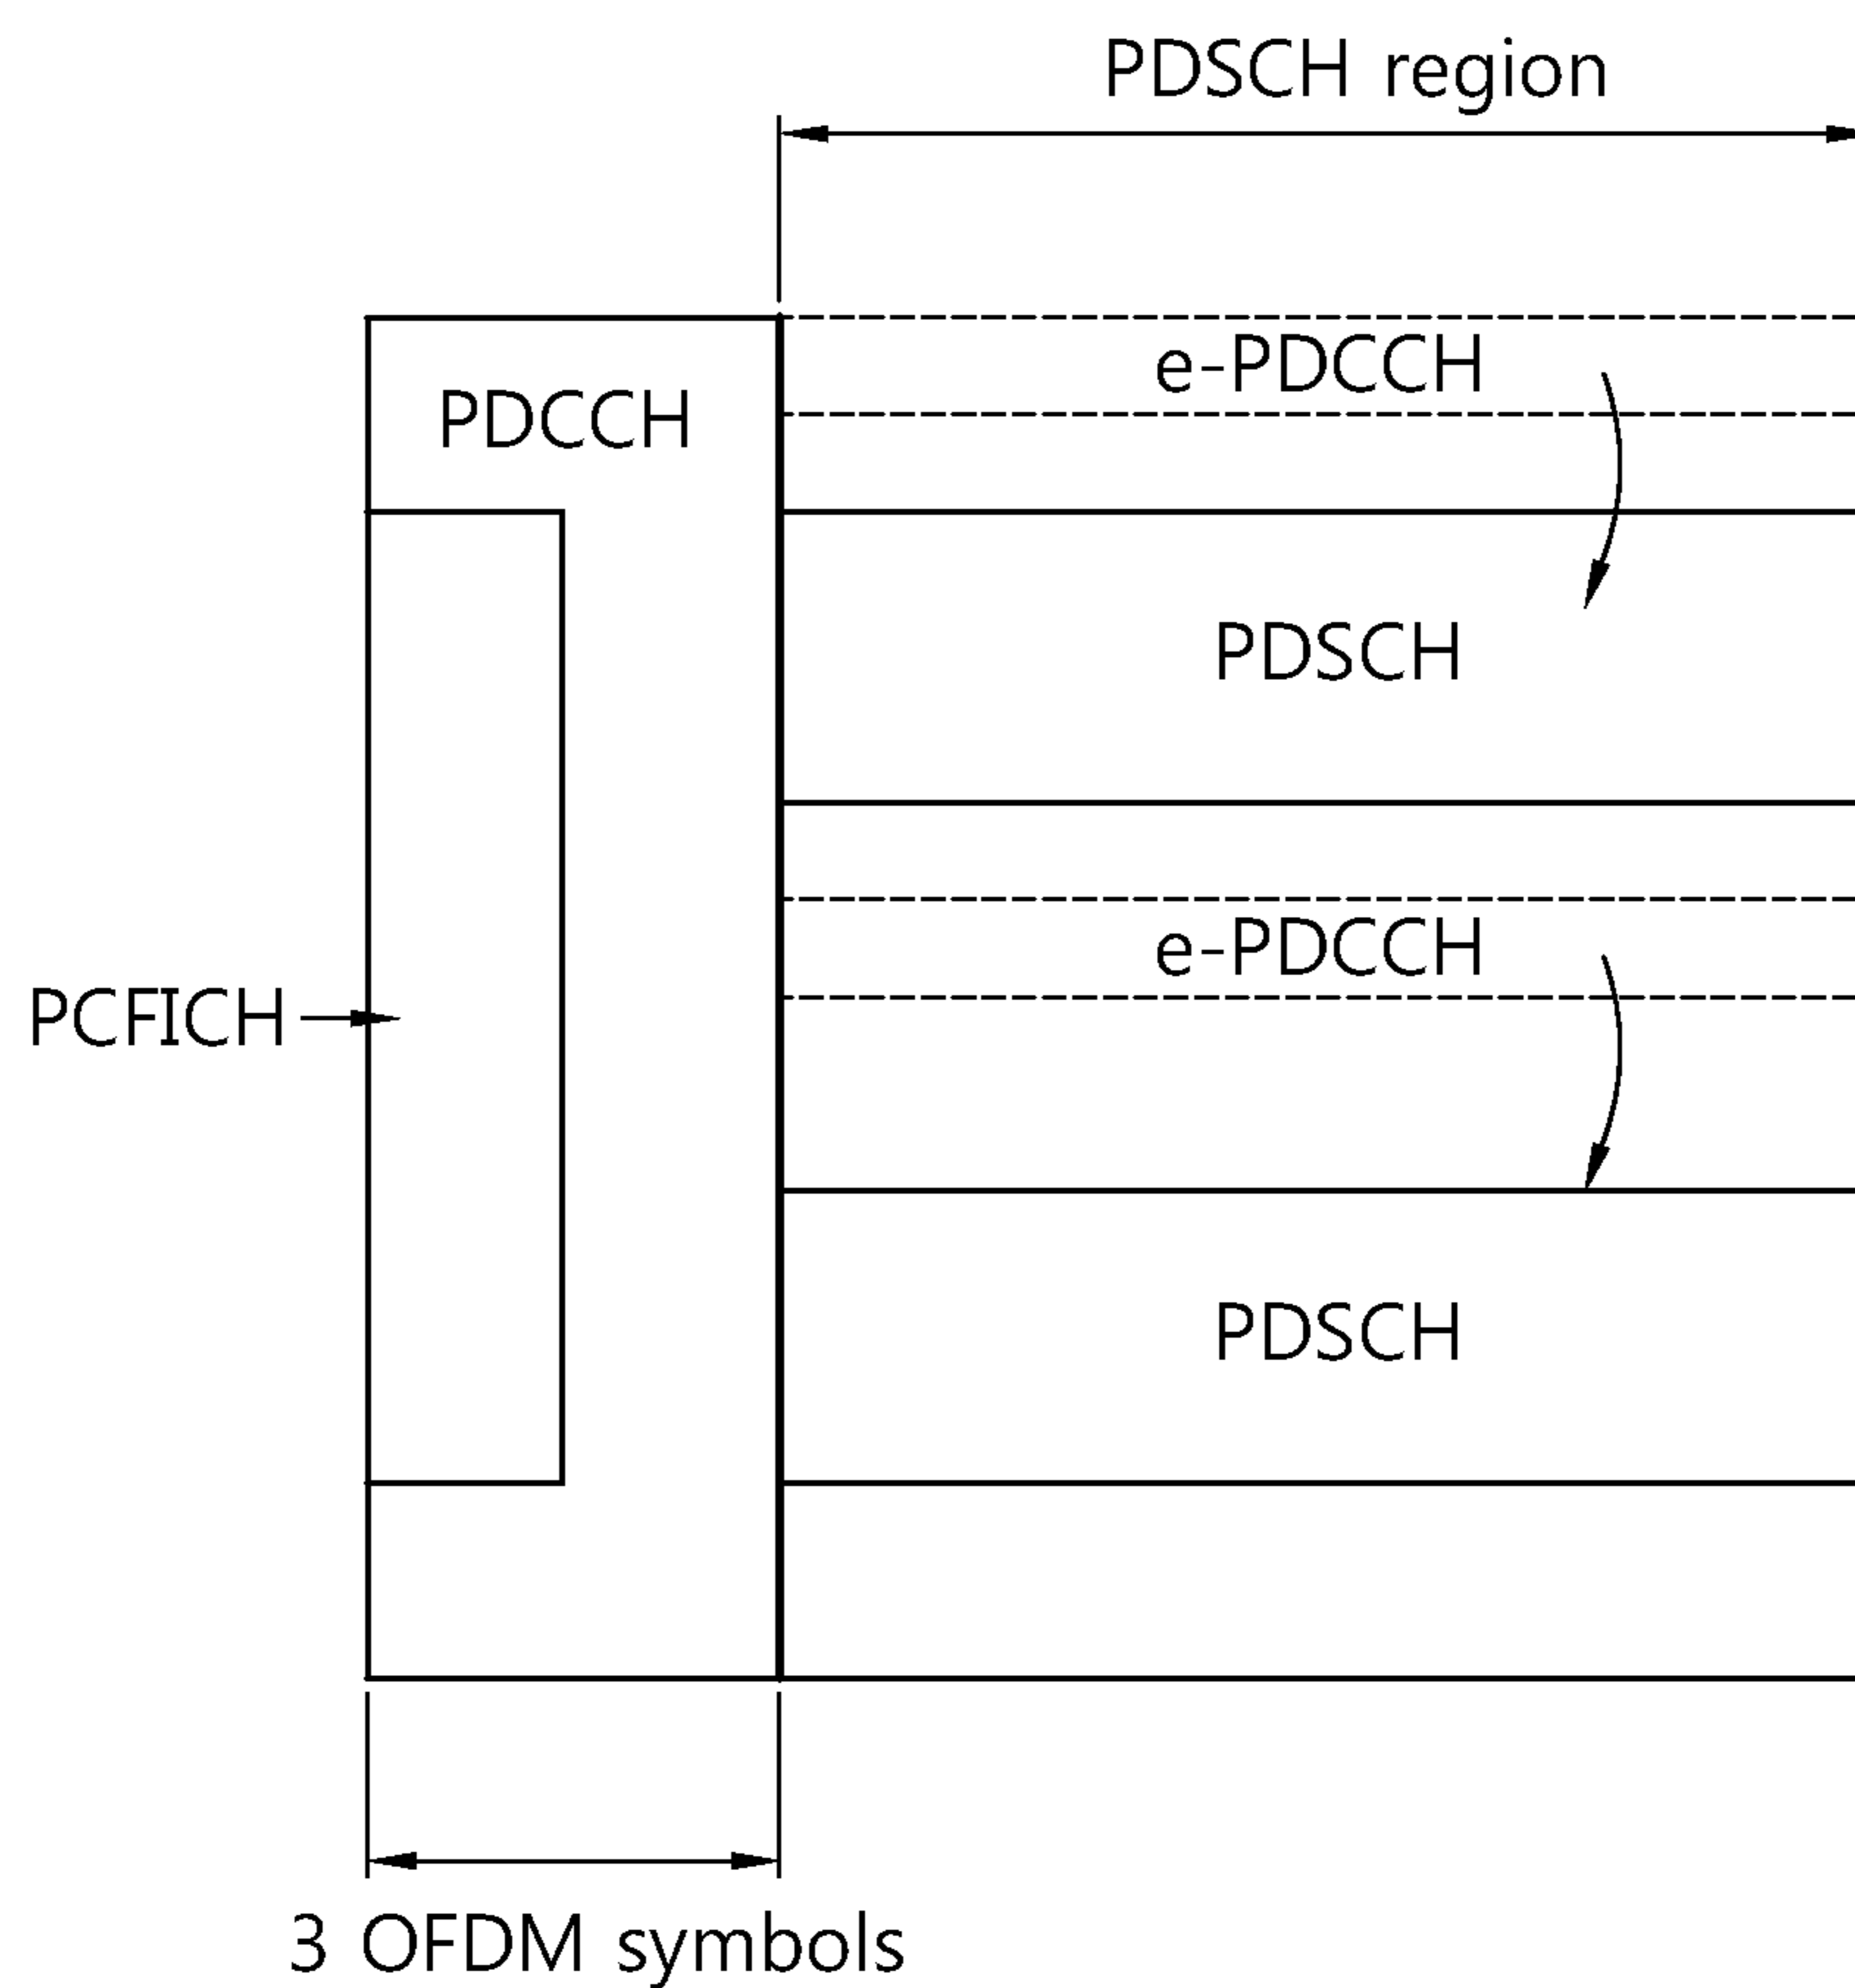 PDSCH region
e-PDCCH
PDCCH
PDSCH
e-PDCCH
PCFICH
PDSCH
3 OFDM symbols